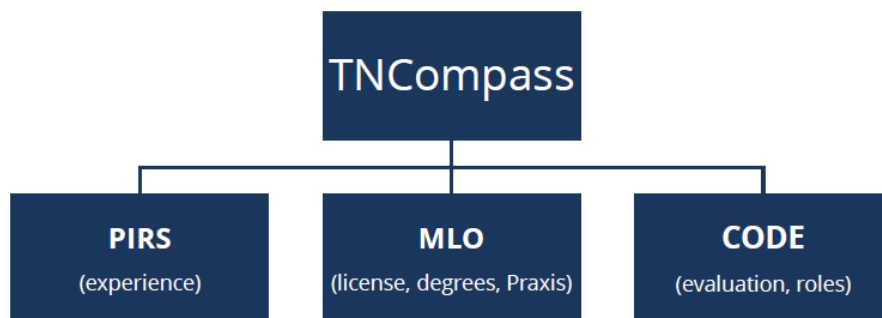 TNCompass
PIRS
(experience)
MLO
(license, degrees, Praxis)
CODE
(evaluation, roles)